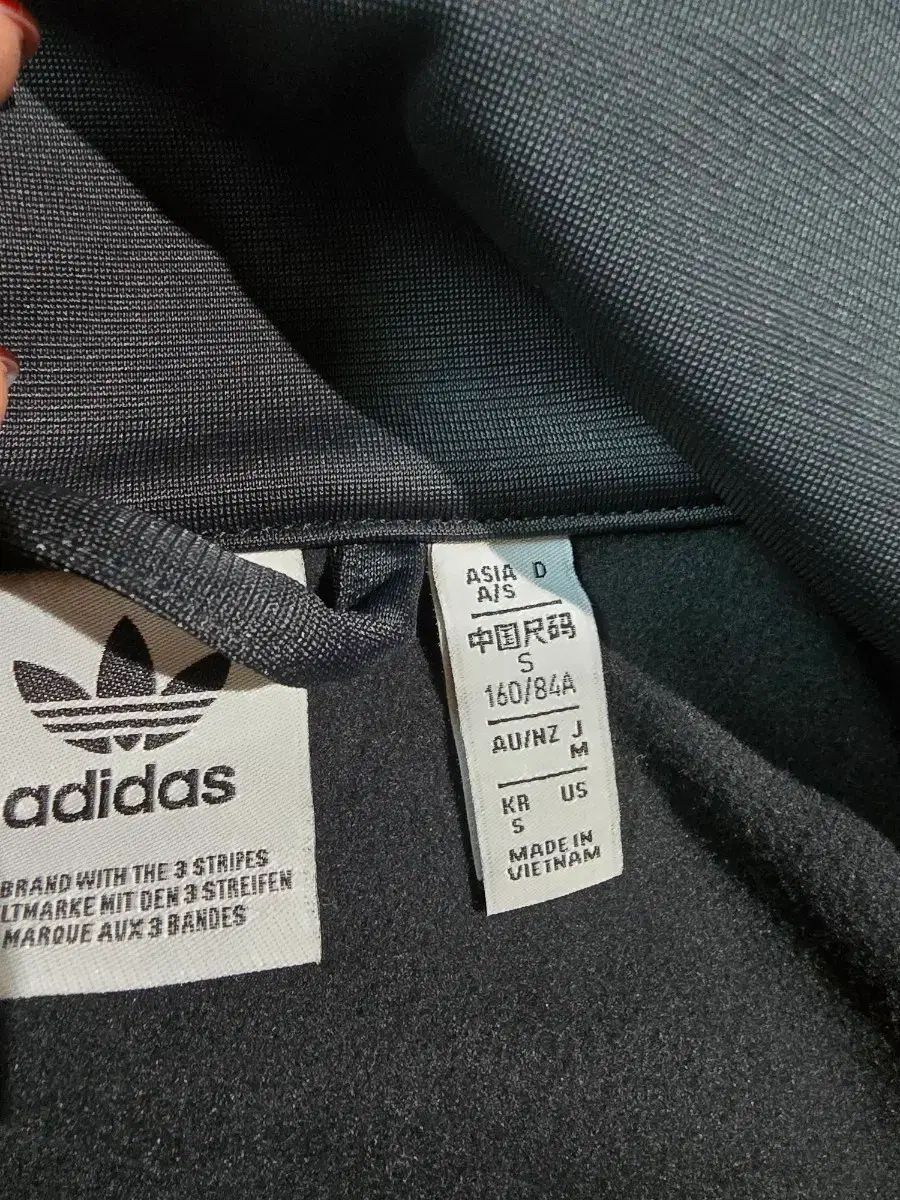 adidas
BRAND WITH THE 3 STRIPES
LTMARKE MIT DEN 3 STREIFEN
MARQUE AUX 3 BANDES
ASIA D
A/S
中国尺码
S
160/84A
AU/NZ J
M
KR US
S
MADE IN
VIETNAM